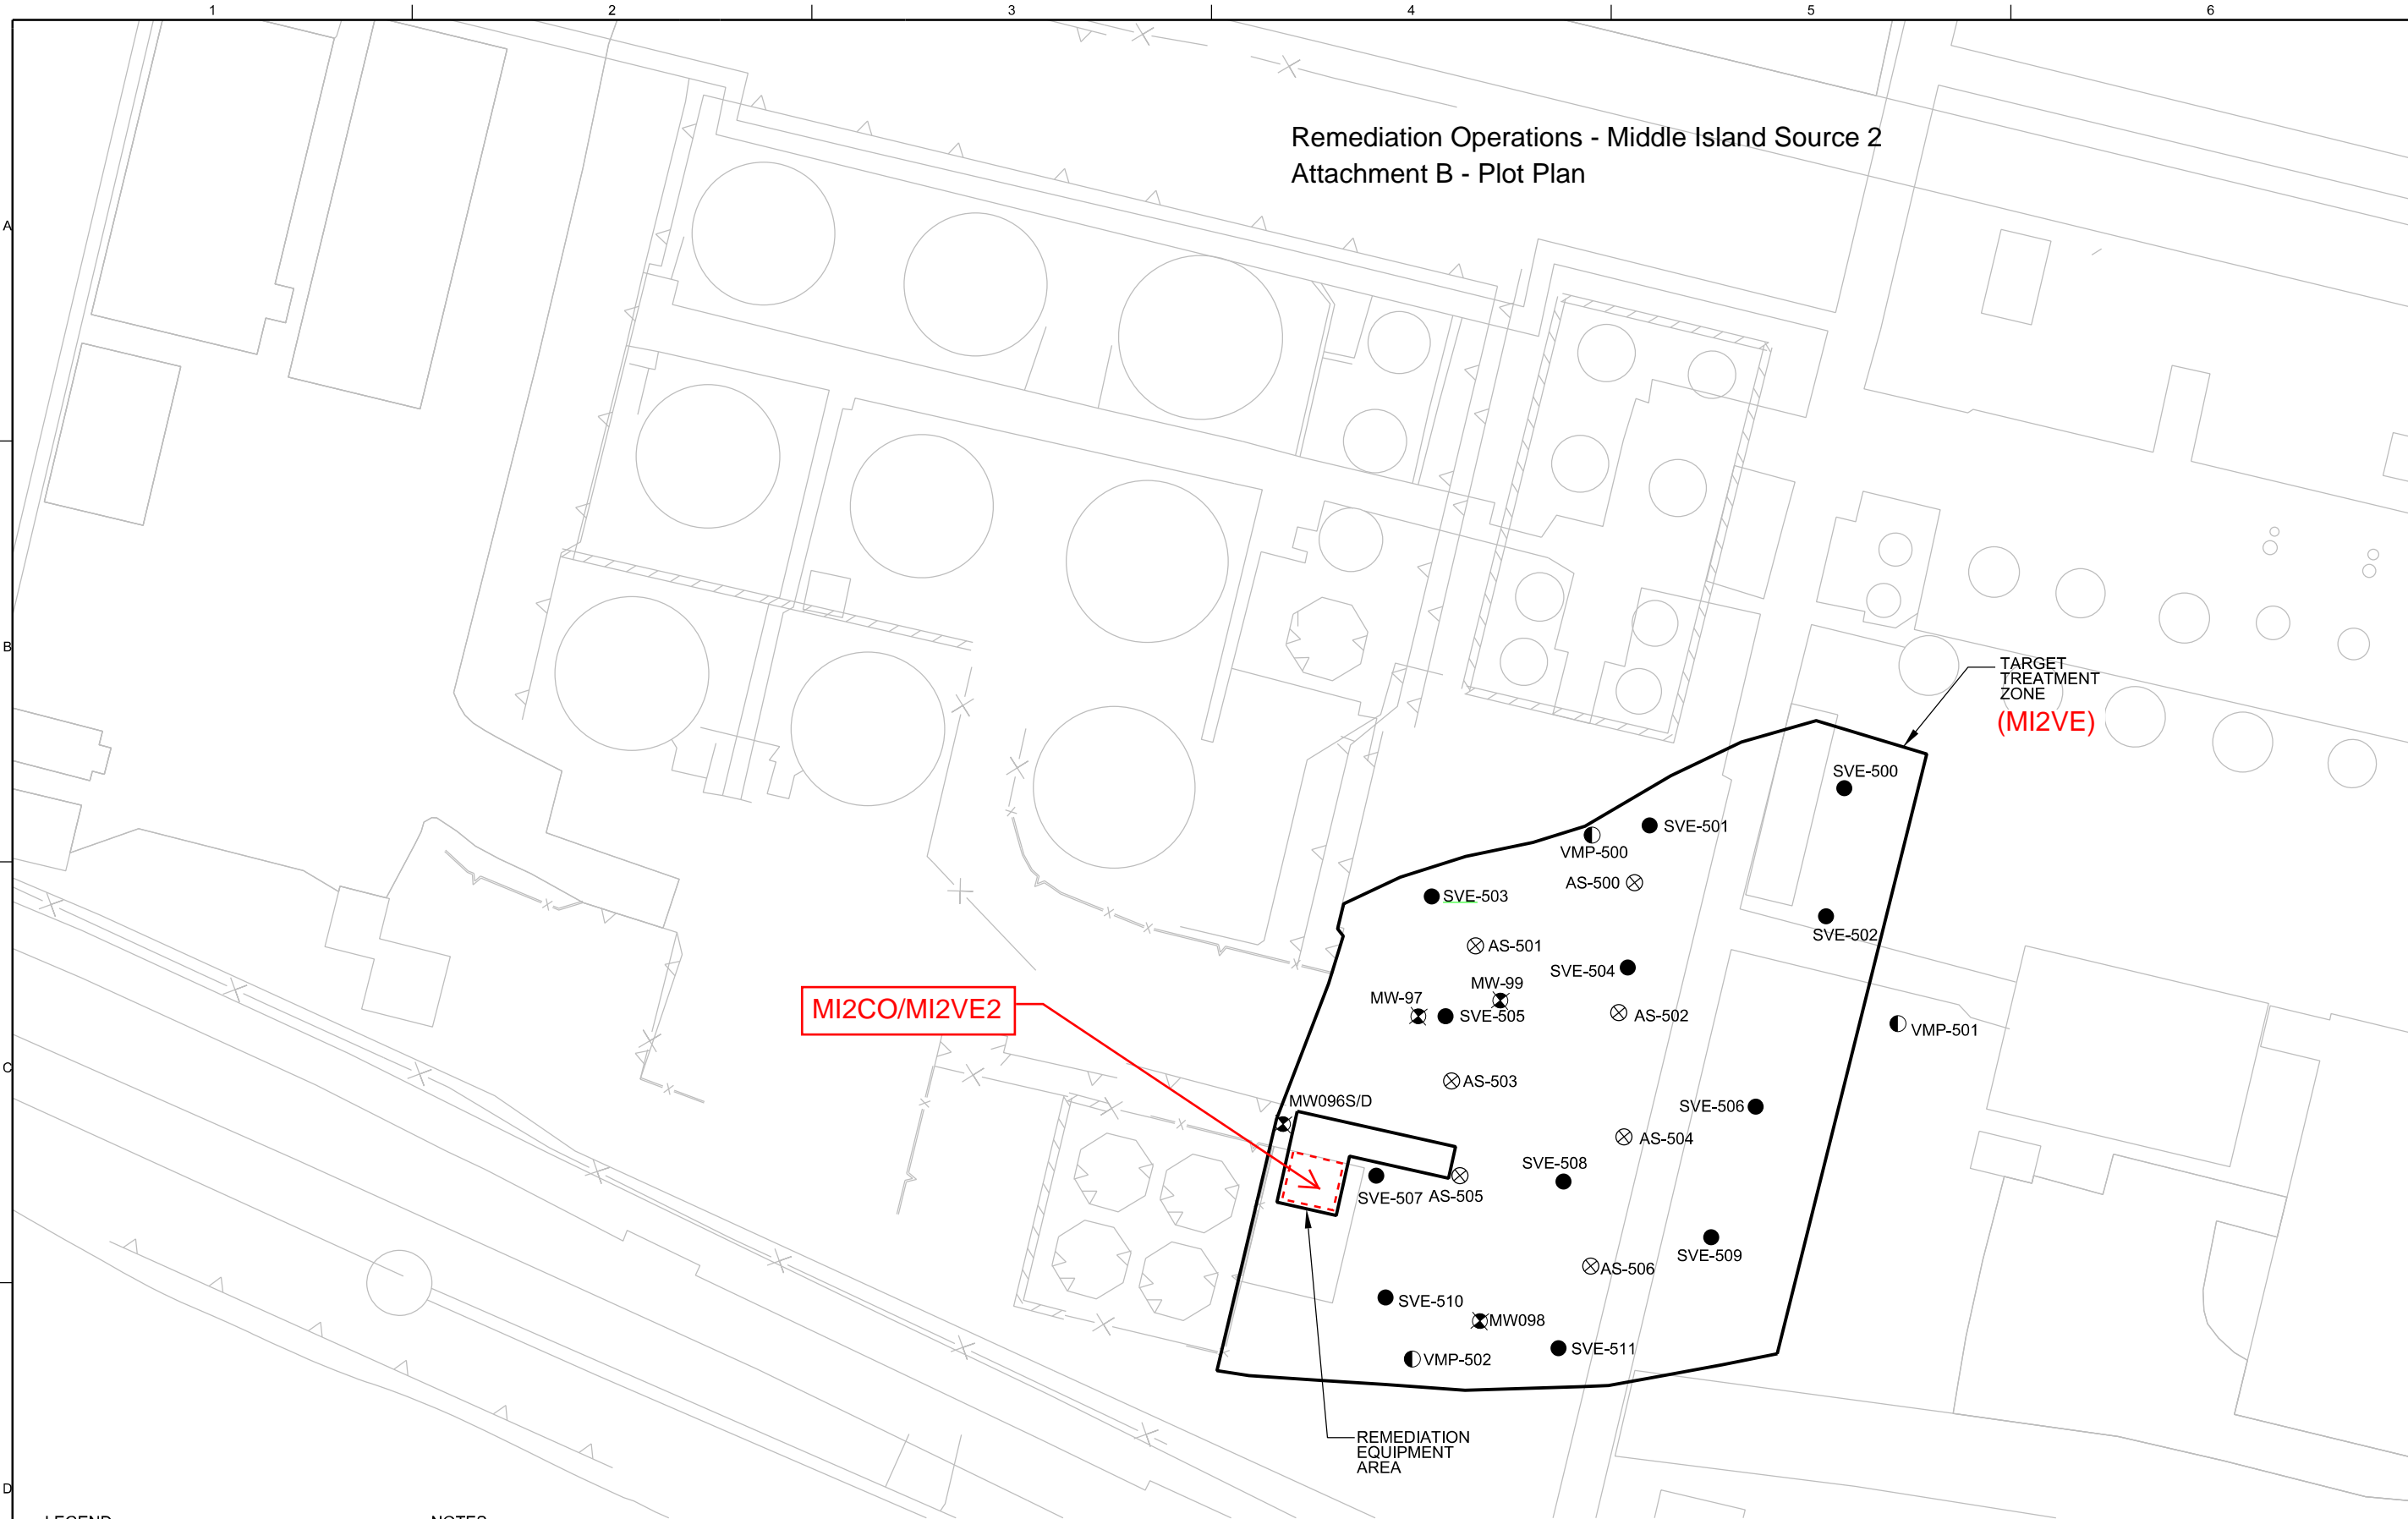 1 2 3 4 5 6
Remediation Operations - Middle Island Source 2
Attachment B - Plot Plan
A
B
TARGET
TREATMENT
ZONE
(MI2VE)
SVE-500
SVE-501
VMP-500
AS-500
SVE-503
SVE-502
AS-501
SVE-504
MW-99
MI2CO/MI2VE2
MW-97
SVE-505
AS-502
VMP-501
C
AS-503
MW096S/D
SVE-506
AS-504
SVE-508
SVE-507
AS-505
SVE-509
AS-506
SVE-510
MW098
SVE-511
VMP-502
REMEDIATION
EQUIPMENT
AREA
D
LEGEND
NOTES